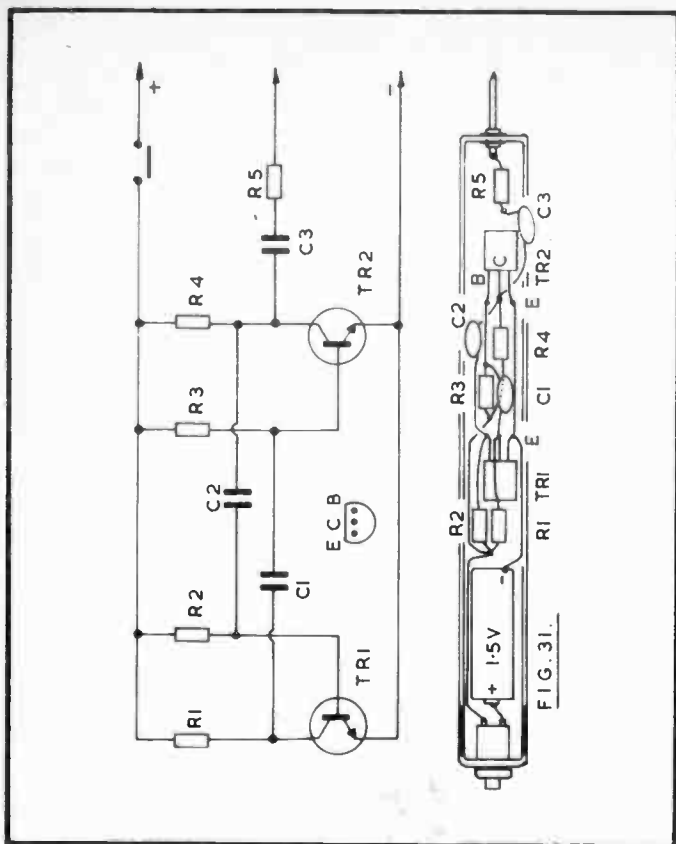 +
R5
C3
−
R4
TR2
R3
C2
E C B
C1
R2
TR1
R1
R5
C3
C
TR2
B
E
C2
R4
R3
C1
E
TR1
R2
R1
−
+ 1·5V
FIG.31.